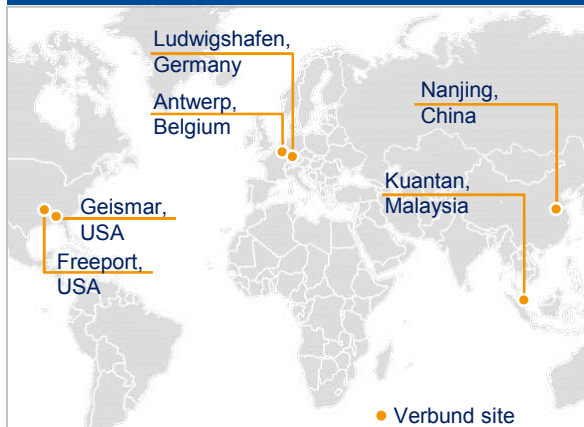 Ludwigshafen,
Germany
Antwerp,
Belgium
Nanjing,
China
Kuantan,
Malaysia
Geismar,
USA
Freeport,
USA
Verbund site